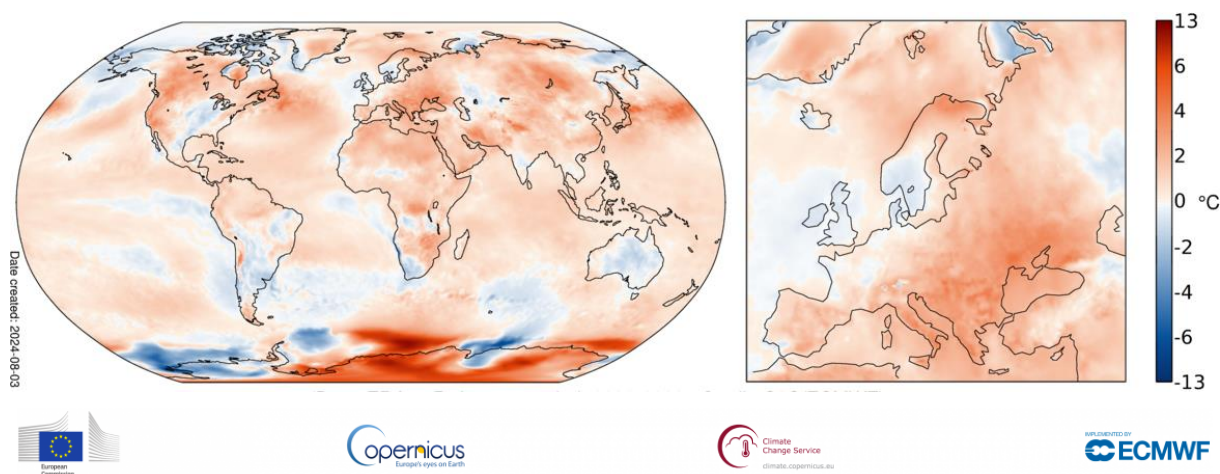 13
6
4
2
0 °C
-2
-4
-6
-13
Date created: 2024-08-03
European
Commission
opernicus
Europe's eyes on Earth
Climate
Change Service
climate.copernicus.eu
IMPLEMENTED BY
ECMWF